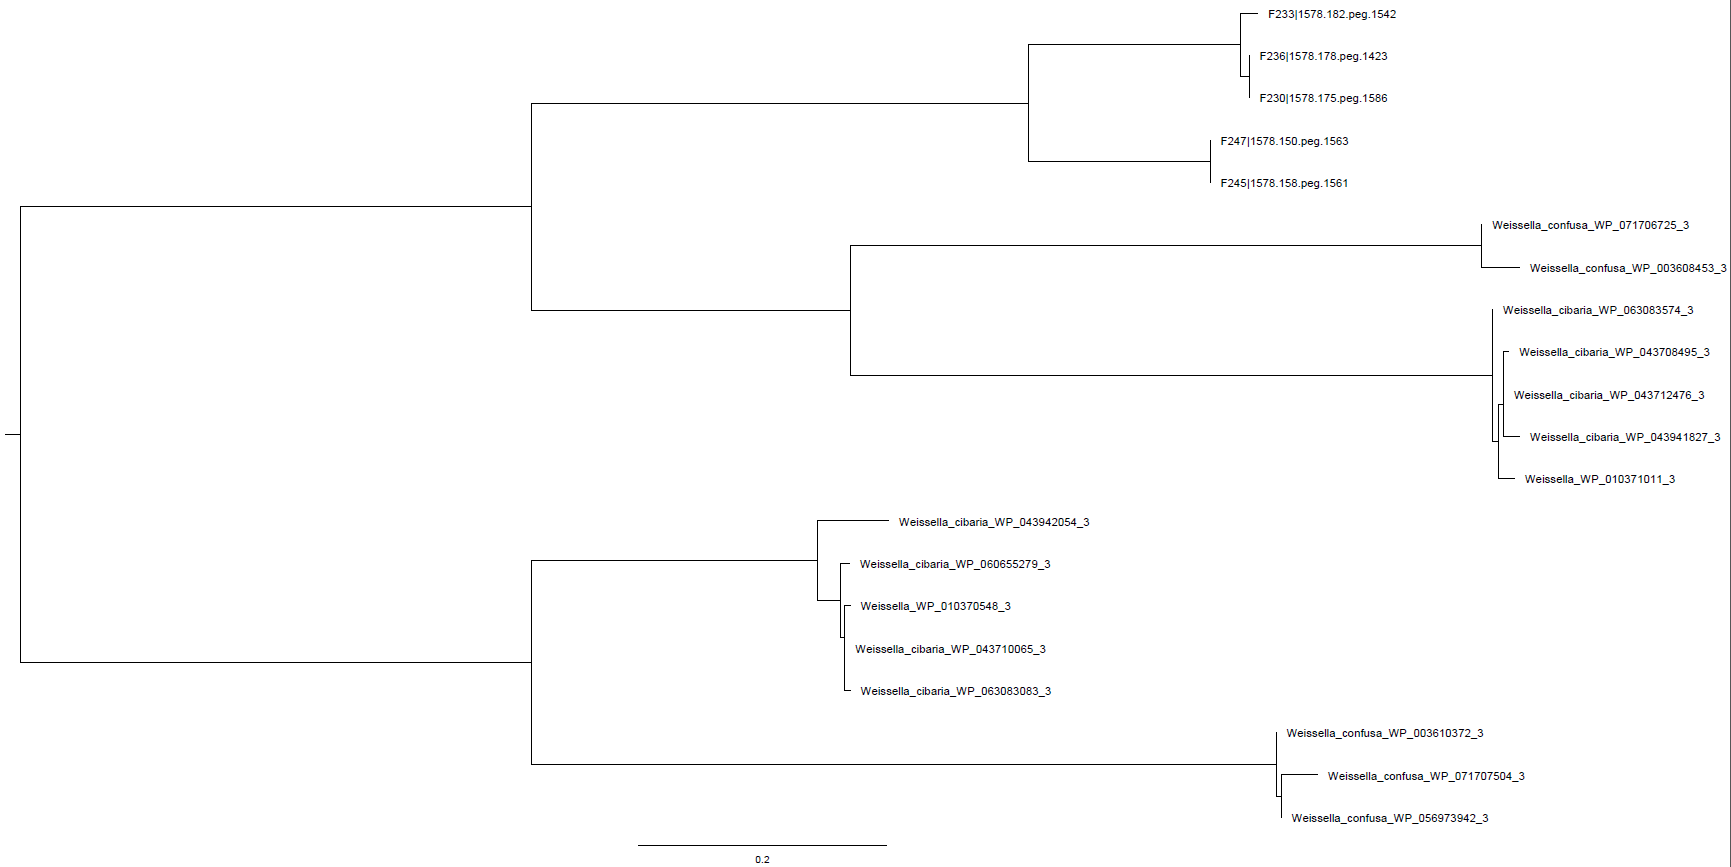 F233|1578.182.peg.1542
F236|1578.178.peg.1423
F230|1578.175.peg.1586
F247|1578.150.peg.1563
F245|1578.158.peg.1561
Weissella_confusa_WP_071706725_3
Weissella_confusa_WP_003608453_3
Weissella_cibaria_WP_063083574_3
Weissella_cibaria_WP_043708495_3
Weissella_cibaria_WP_043712476_3
Weissella_cibaria_WP_043941827_3
Weissella_WP_010371011_3
Weissella_cibaria_WP_043942054_3
Weissella_cibaria_WP_060655279_3
Weissella_WP_010370548_3
Weissella_cibaria_WP_043710065_3
Weissella_cibaria_WP_063083083_3
Weissella_confusa_WP_003610372_3
Weissella_confusa_WP_071707504_3
Weissella_confusa_WP_056973942_3
0.2